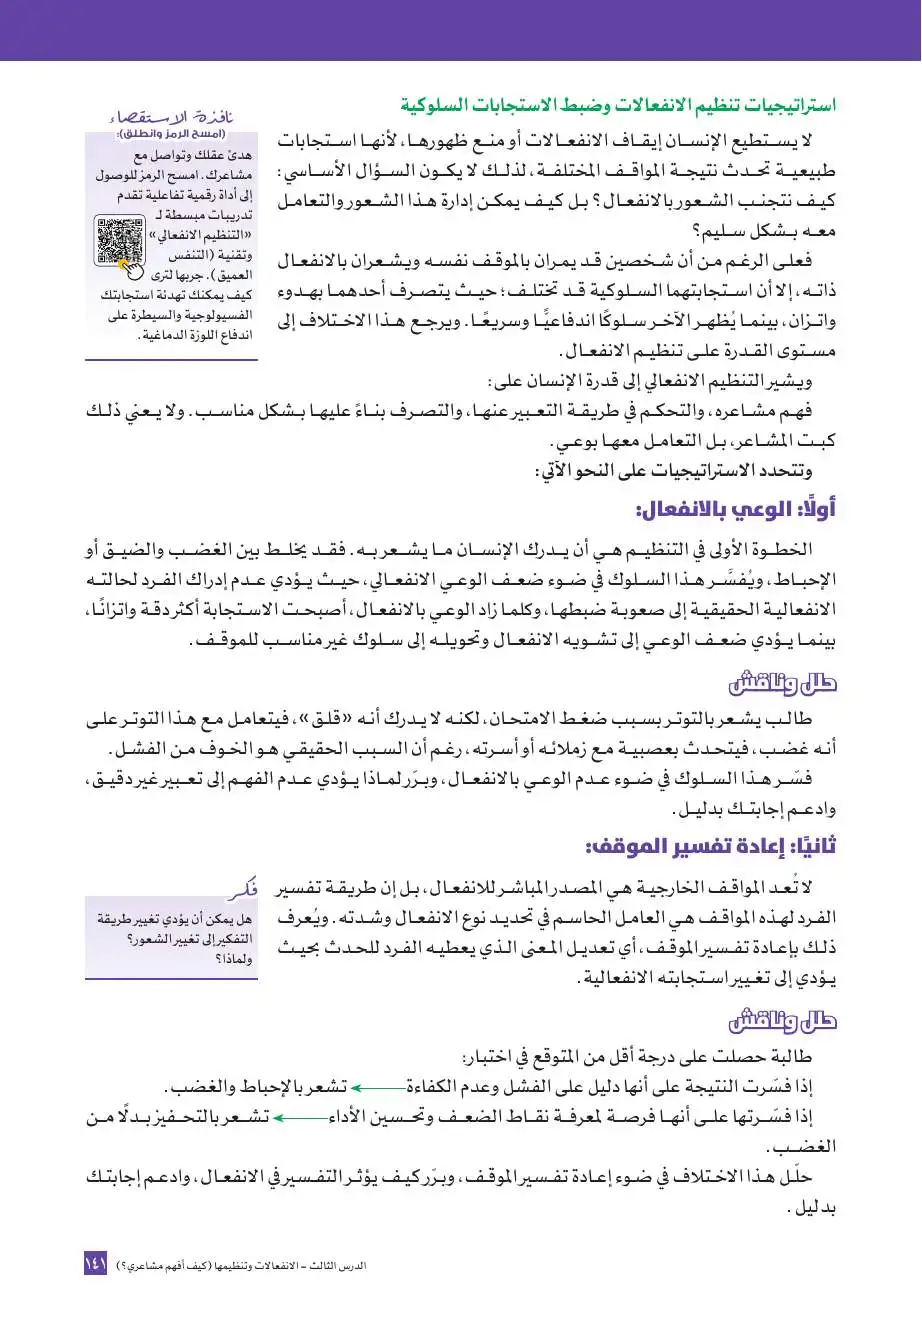 استراتيجيات تنظيم الانفعالات وضبط الاستجابات السلوكية
لا يستطيع الإنسان إيقاف الانفعالات أو منع ظهورها، لأنها استجابات
طبيعية تحدث نتيجة المواقف المختلفة، لذلك لا يكون السؤال الأساسي:
كيف نتجنب الشعور بالانفعال؟ بل كيف يمكن إدارة هذا الشعور والتعامل
معه بشكل سليم؟
فعلى الرغم من أن شخصين قد يمران بالموقف نفسه ويشعران بالانفعال
ذاته، إلا أن استجابتهما السلوكية قد تختلف؛ حيث يتصرف أحدهما بهدوء
واتزان، بينما يُظهر الآخر سلوكًا اندفاعيًّا وسريعًا. ويرجع هذا الاختلاف إلى
مستوى القدرة على تنظيم الانفعال.
نافذة الاستقصاء
(امسح الرمز وانطلق):
هدئ عقلك وتواصل مع
مشاعرك. امسح الرمز للوصول
إلى أداة رقمية تفاعلية تقدم
تدريبات مبسطة لـ
«التنظيم الانفعالي»
وتقنية (التنفس
العميق). جربها لترى
كيف يمكنك تهدئة استجابتك
الفسيولوجية والسيطرة على
اندفاع اللوزة الدماغية.
ويشير التنظيم الانفعالي إلى قدرة الإنسان على:
فهم مشاعره، والتحكم في طريقة التعبير عنها، والتصرف بناءً عليها بشكل مناسب. ولا يعني ذلك
كبت المشاعر، بل التعامل معها بوعي.
وتتحدد الاستراتيجيات على النحو الآتي:
أولًا: الوعي بالانفعال:
الخطوة الأولى في التنظيم هي أن يدرك الإنسان ما يشعر به. فقد يخلط بين الغضب والضيق أو
الإحباط، ويُفسَّر هذا السلوك في ضوء ضعف الوعي الانفعالي، حيث يؤدي عدم إدراك الفرد لحالته
الانفعالية الحقيقية إلى صعوبة ضبطها، وكلما زاد الوعي بالانفعال، أصبحت الاستجابة أكثر دقة واتزانًا،
بينما يؤدي ضعف الوعي إلى تشويه الانفعال وتحويله إلى سلوك غير مناسب للموقف.
حلل وناقش
طالب يشعر بالتوتر بسبب ضغط الامتحان، لكنه لا يدرك أنه «قلق»، فيتعامل مع هذا التوتر على
أنه غضب، فيتحدث بعصبية مع زملائه أو أسرته، رغم أن السبب الحقيقي هو الخوف من الفشل.
فسّر هذا السلوك في ضوء عدم الوعي بالانفعال، وبرّر لماذا يؤدي عدم الفهم إلى تعبير غير دقيق،
وادعم إجابتك بدليل.
ثانيًا: إعادة تفسير الموقف:
لا تُعد المواقف الخارجية هي المصدر المباشر للانفعال، بل إن طريقة تفسير
الفرد لهذه المواقف هي العامل الحاسم في تحديد نوع الانفعال وشدته. ويُعرف
ذلك بإعادة تفسير الموقف، أي تعديل المعنى الذي يعطيه الفرد للحدث بحيث
يؤدي إلى تغيير استجابته الانفعالية.
فكر
هل يمكن أن يؤدي تغيير طريقة
التفكير إلى تغيير الشعور؟
ولماذا؟
حلل وناقش
طالبة حصلت على درجة أقل من المتوقع في اختبار:
إذا فسّرت النتيجة على أنها دليل على الفشل وعدم الكفاءة ← تشعر بالإحباط والغضب.
إذا فسّرتها على أنها فرصة لمعرفة نقاط الضعف وتحسين الأداء ← تشعر بالتحفيز بدلًا من
الغضب.
حلّل هذا الاختلاف في ضوء إعادة تفسير الموقف، وبرّر كيف يؤثر التفسير في الانفعال، وادعم إجابتك
بدليل.
الدرس الثالث - الانفعالات وتنظيمها (كيف أفهم مشاعري؟) ١٤١